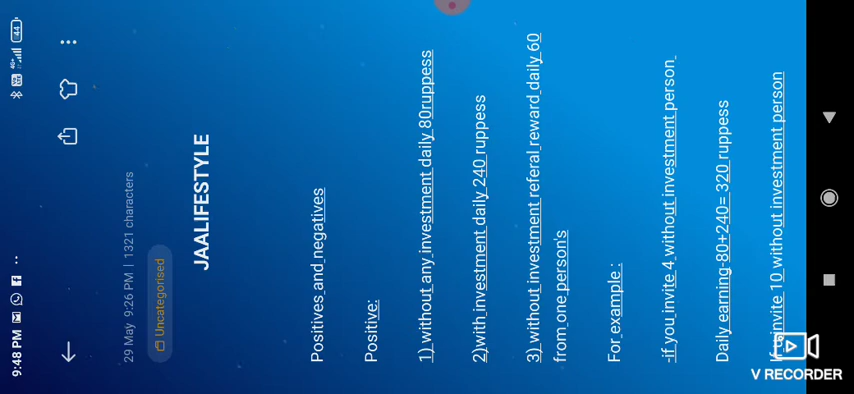 9:48 PM
4G+
44
29 May 9:26 PM | 1321 characters
Uncategorised
JAALIFESTYLE
Positives and negatives
Positive:
1) without any investment daily 80ruppess
2)with investment daily 240 ruppess
3) without investment referal reward daily 60
from one person's
For example :
-if you invite 4 without investment person
Daily earning-80+240= 320 ruppess
invite 10 without investment person
V RECORDER